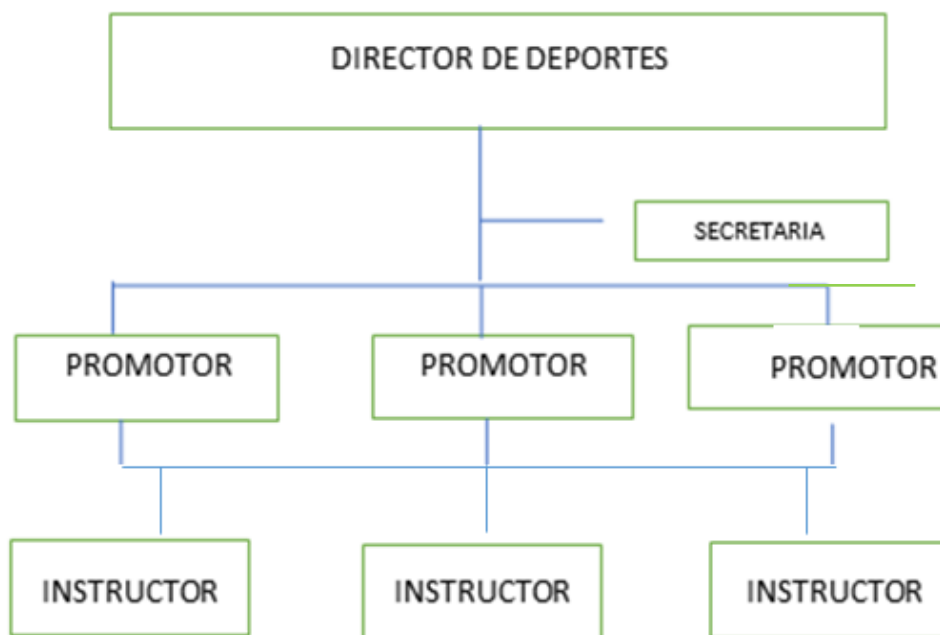 DIRECTOR DE DEPORTES
SECRETARIA
PROMOTOR
PROMOTOR
PROMOTOR
INSTRUCTOR
INSTRUCTOR
INSTRUCTOR